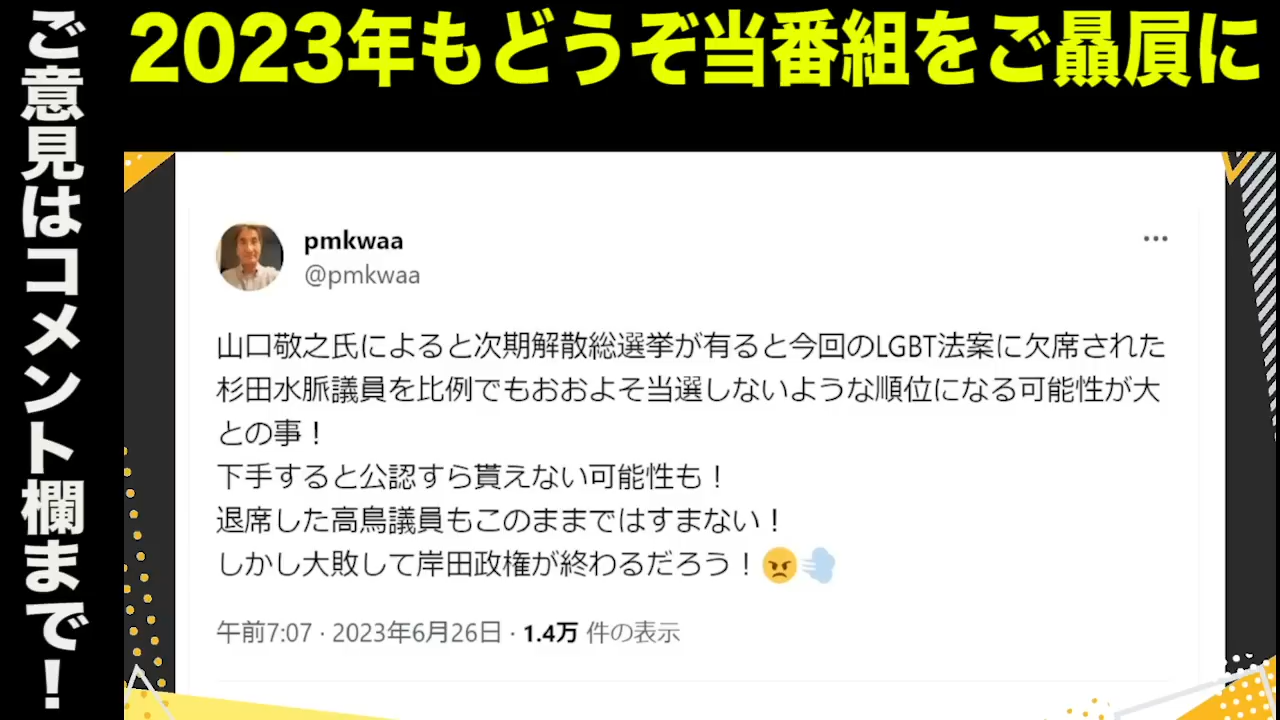 2023年もどうぞ当番組をご贔屓に
ご意見はコメント欄まで！
pmkwaa
@pmkwaa
山口敬之氏によると次期解散総選挙が有ると今回のLGBT法案に欠席された
杉田水脈議員を比例でもおおよそ当選しないような順位になる可能性が大
との事！
下手すると公認すら貰えない可能性も！
退席した高鳥議員もこのままではすまない！
しかし大敗して岸田政権が終わるだろう！😠💨
午前7:07 · 2023年6月26日 · 1.4万 件の表示